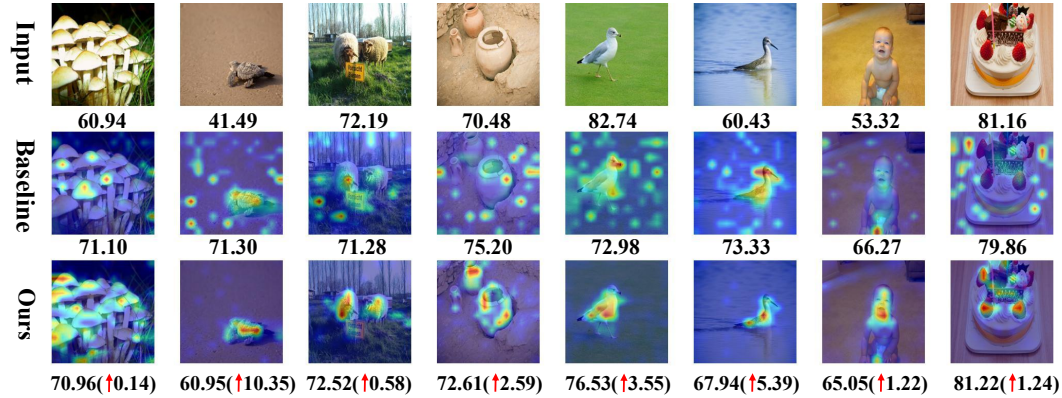 Input
60.94 41.49 72.19 70.48 82.74 60.43 53.32 81.16
Baseline
71.10 71.30 71.28 75.20 72.98 73.33 66.27 79.86
Ours
70.96(↑0.14) 60.95(↑10.35) 72.52(↑0.58) 72.61(↑2.59) 76.53(↑3.55) 67.94(↑5.39) 65.05(↑1.22) 81.22(↑1.24)